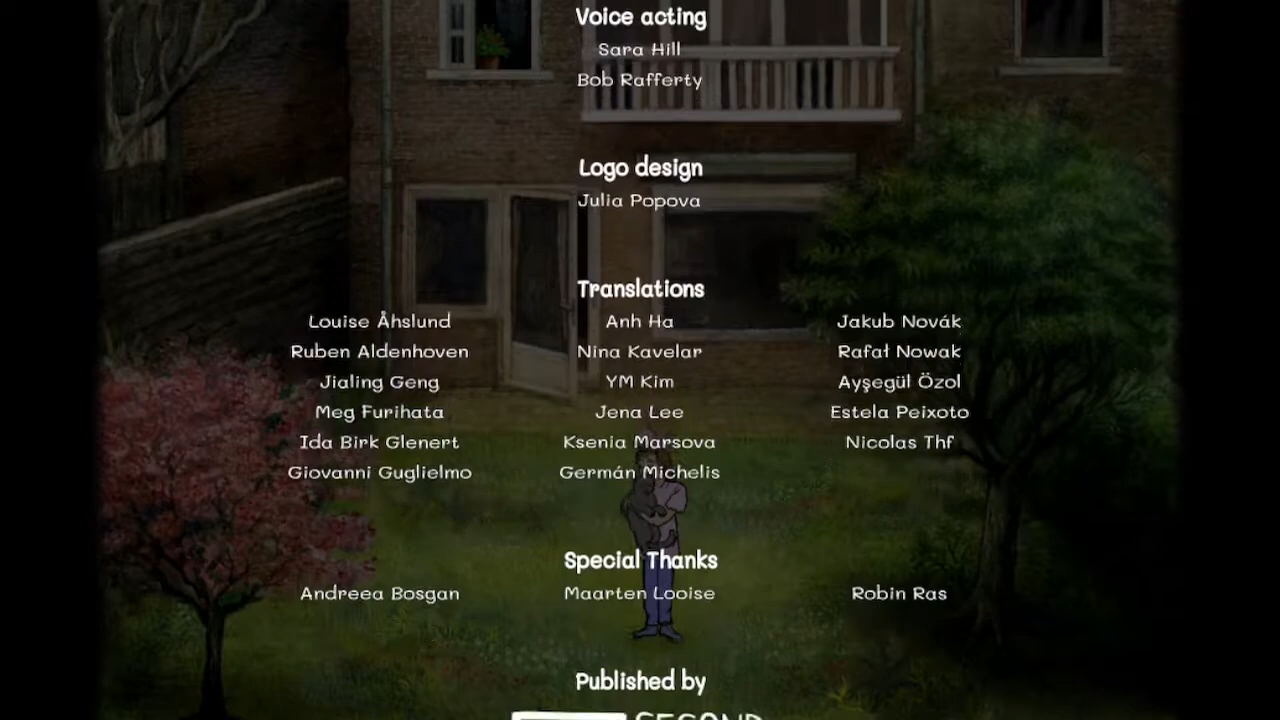 Voice acting
Sara Hill
Bob Rafferty
Logo design
Julia Popova
Translations
Louise Åhslund Anh Ha Jakub Novák
Ruben Aldenhoven Nina Kavelar Rafał Nowak
Jialing Geng YM Kim Ayşegül Özol
Meg Furihata Jena Lee Estela Peixoto
Ida Birk Glenert Ksenia Marsova Nicolas Thf
Giovanni Guglielmo Germán Michelis
Special Thanks
Andreea Bosgan Maarten Looise Robin Ras
Published by
SECOND